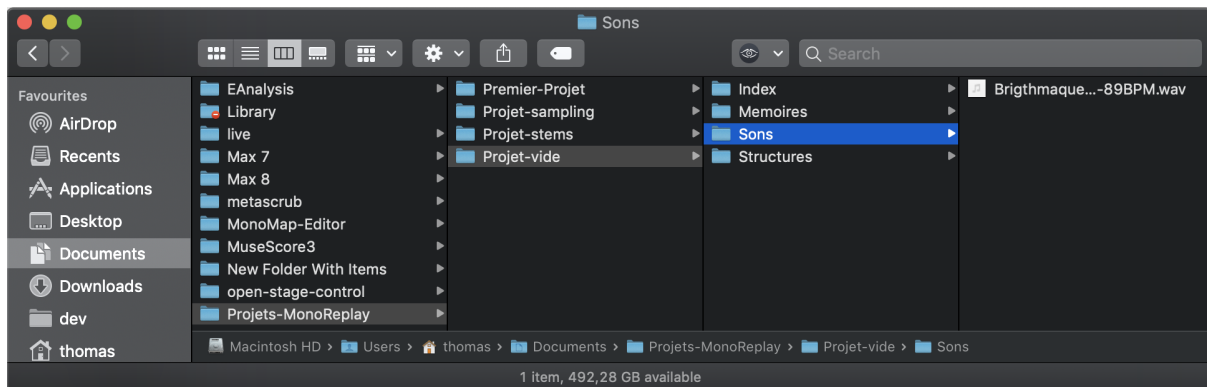 Sons
Search
Favourites
AirDrop
Recents
Applications
Desktop
Documents
Downloads
dev
thomas
EAnalysis
Library
live
Max 7
Max 8
metascrub
MonoMap-Editor
MuseScore3
New Folder With Items
open-stage-control
Projets-MonoReplay
Premier-Projet
Projet-sampling
Projet-stems
Projet-vide
Index
Memoires
Sons
Structures
Brigthmaque...-89BPM.wav
Macintosh HD › Users › thomas › Documents › Projets-MonoReplay › Projet-vide › Sons
1 item, 492,28 GB available